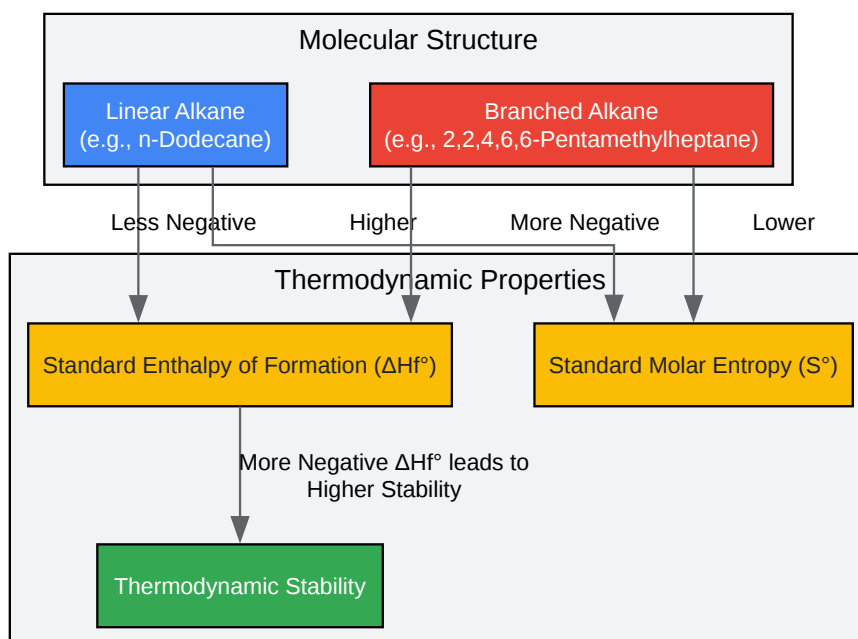 Molecular Structure
Linear Alkane
(e.g., n-Dodecane)
Branched Alkane
(e.g., 2,2,4,6,6-Pentamethylheptane)
Less Negative
Higher
More Negative
Lower
Thermodynamic Properties
Standard Enthalpy of Formation (ΔHf°)
Standard Molar Entropy (S°)
More Negative ΔHf° leads to
Higher Stability
Thermodynamic Stability